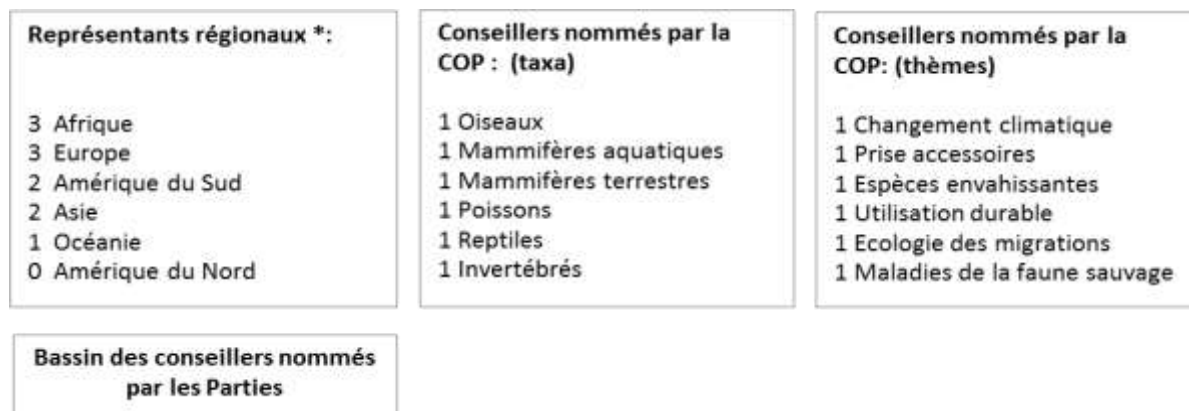 Représentants régionaux *:
3 Afrique
3 Europe
2 Amérique du Sud
2 Asie
1 Océanie
0 Amérique du Nord
Conseillers nommés par la
COP : (taxa)
1 Oiseaux
1 Mammifères aquatiques
1 Mammifères terrestres
1 Poissons
1 Reptiles
1 Invertébrés
Conseillers nommés par la
COP: (thèmes)
1 Changement climatique
1 Prise accessoires
1 Espèces envahissantes
1 Utilisation durable
1 Ecologie des migrations
1 Maladies de la faune sauvage
Bassin des conseillers nommés
par les Parties